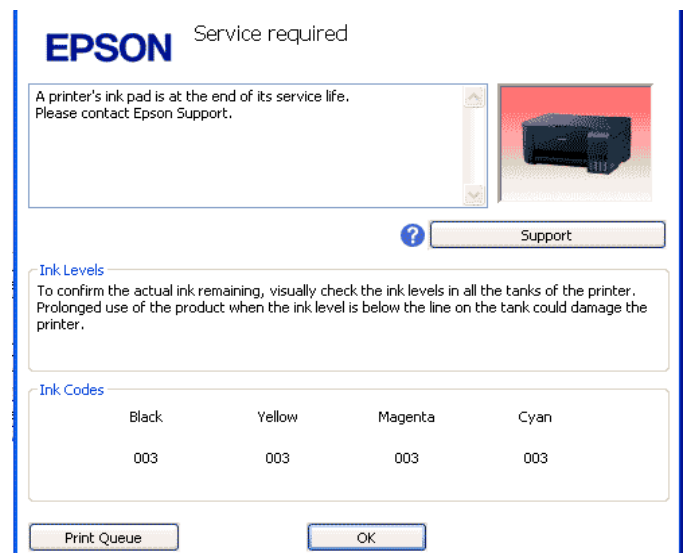 EPSON
Service required
A printer's ink pad is at the end of its service life.
Please contact Epson Support.
Support
Ink Levels
To confirm the actual ink remaining, visually check the ink levels in all the tanks of the printer.
Prolonged use of the product when the ink level is below the line on the tank could damage the
printer.
Ink Codes
Black Yellow Magenta Cyan
003 003 003 003
Print Queue OK